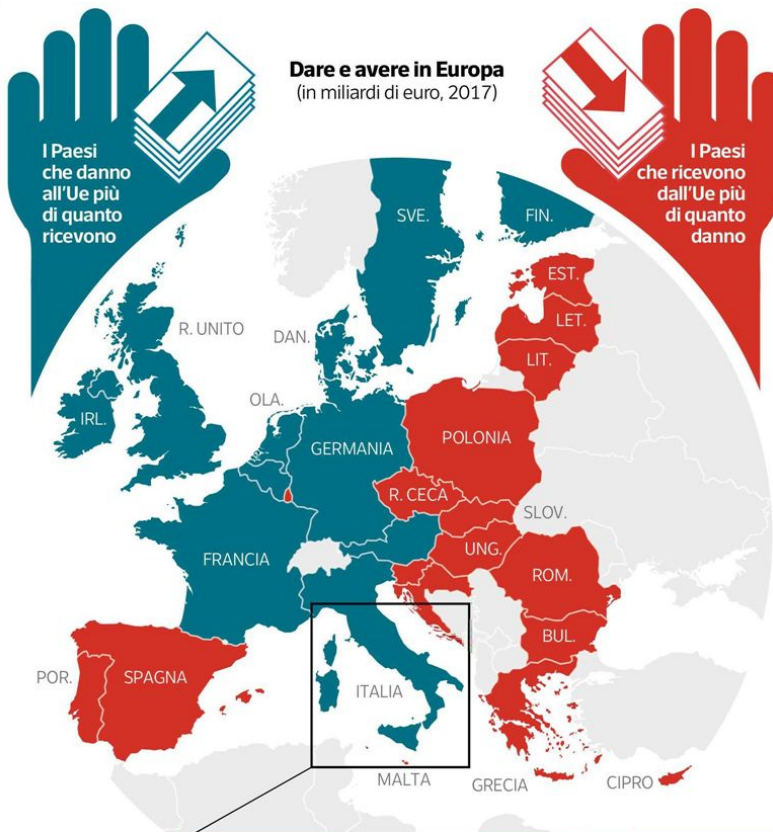 Dare e avere in Europa
(in miliardi di euro, 2017)
I Paesi
che danno
all'Ue più
di quanto
ricevono
I Paesi
che ricevono
dall'Ue più
di quanto
danno
SVE.
FIN.
EST.
R. UNITO
DAN.
LET.
LIT.
OLA.
IRL.
GERMANIA
POLONIA
R. CECA
SLOV.
FRANCIA
UNG.
ROM.
BUL.
POR.
SPAGNA
ITALIA
MALTA
GRECIA
CIPRO